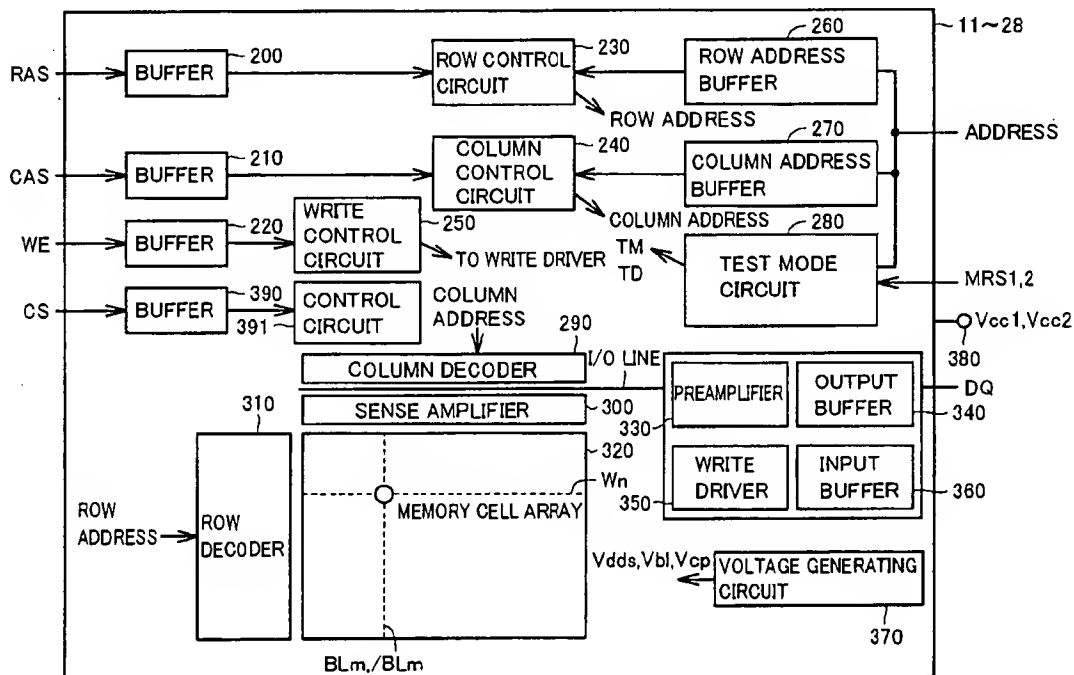 11~28
RAS
BUFFER
200
ROW CONTROL
CIRCUIT
230
ROW ADDRESS
260
ROW ADDRESS
BUFFER
ADDRESS
CAS
BUFFER
210
COLUMN
CONTROL
CIRCUIT
240
COLUMN ADDRESS
270
COLUMN ADDRESS
BUFFER
WE
BUFFER
220
WRITE
CONTROL
CIRCUIT
250
TO WRITE DRIVER
TM
TD
280
TEST MODE
CIRCUIT
MRS1,2
CS
BUFFER
390
CONTROL
CIRCUIT
391
COLUMN
ADDRESS
Vcc1,Vcc2
380
290
COLUMN DECODER
I/O LINE
SENSE AMPLIFIER
300
PREAMPLIFIER
330
OUTPUT
BUFFER
340
DQ
WRITE
DRIVER
350
INPUT
BUFFER
360
310
ROW
ADDRESS
ROW
DECODER
320
Wn
MEMORY CELL ARRAY
BLm,/BLm
Vdds,Vbl,Vcp
VOLTAGE GENERATING
CIRCUIT
370